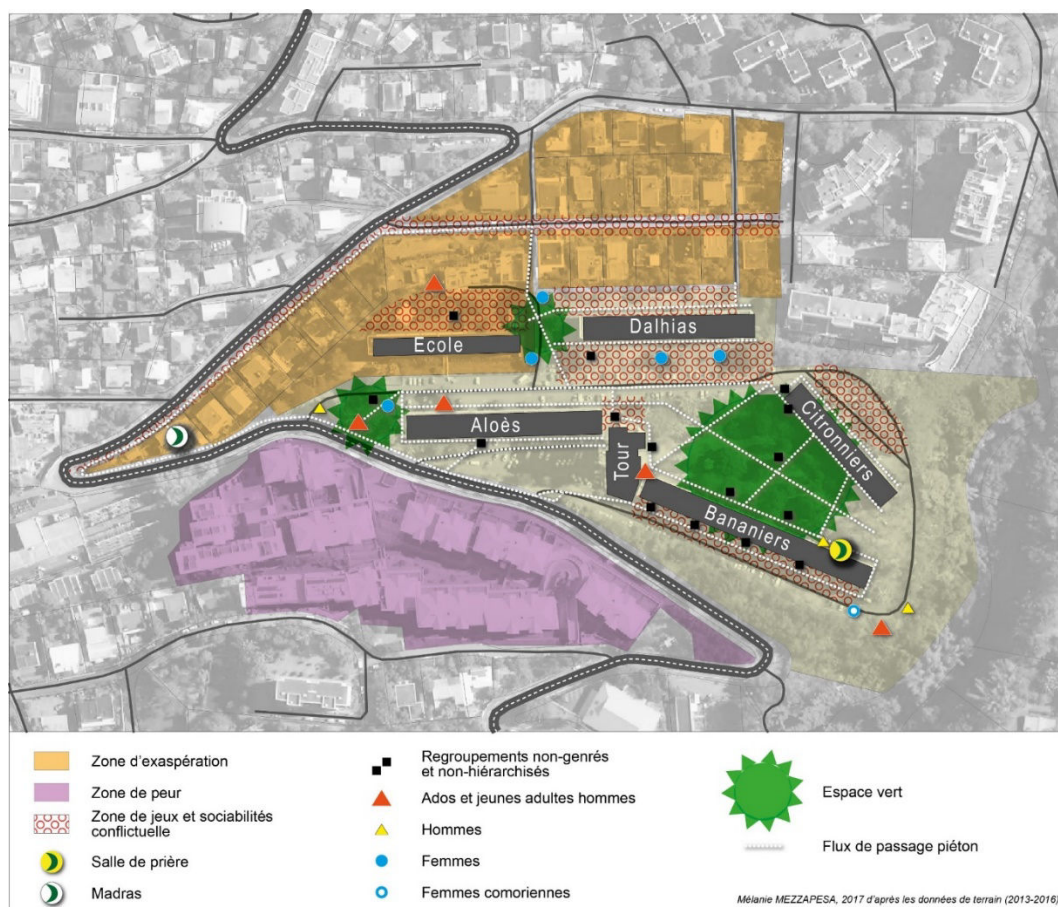 Dalhias
Ecole
Citronniers
Aloès
Tour
Bananiers
Zone d'exaspération
Zone de peur
Zone de jeux et sociabilités
conflictuelle
Salle de prière
Madras
Regroupements non-genrés
et non-hiérarchisés
Ados et jeunes adultes hommes
Hommes
Femmes
Femmes comoriennes
Espace vert
Flux de passage piéton
Mélanie MEZZAPESA, 2017 d'après les données de terrain (2013-2016)